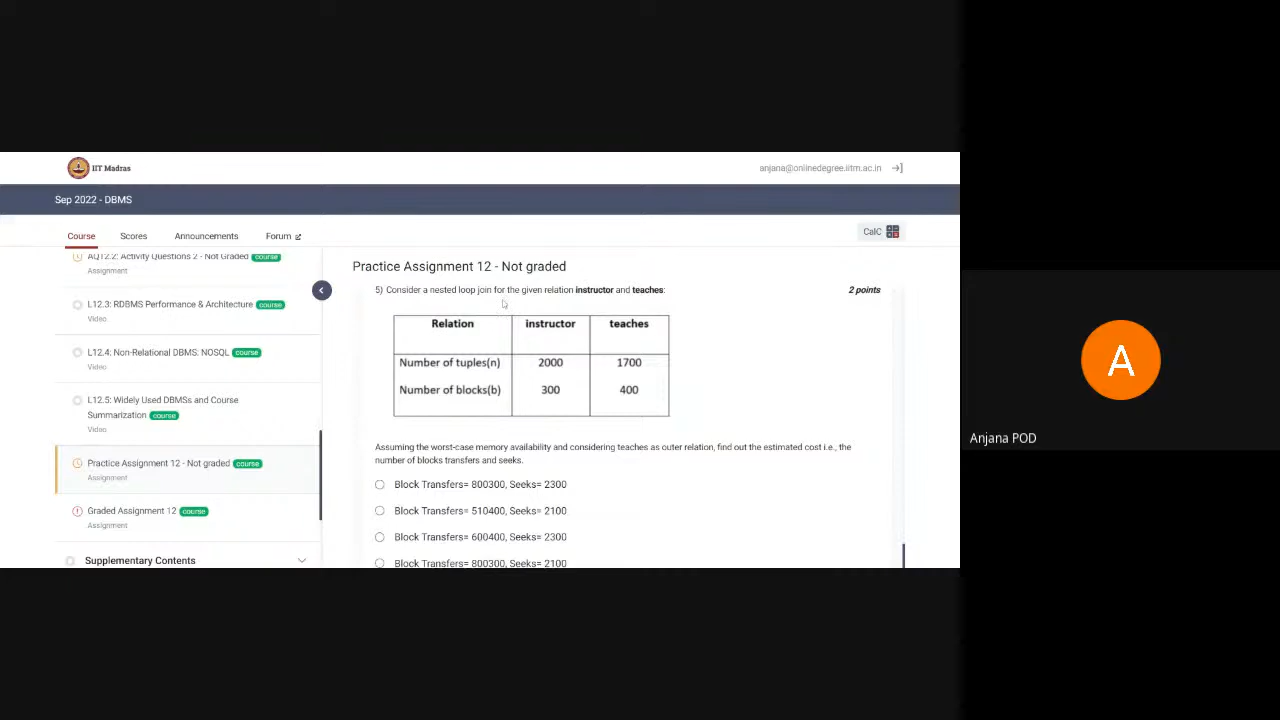 IIT Madras
anjana@onlinedegree.iitm.ac.in
Sep 2022 - DBMS
Course Scores Announcements Forum
CalC
AQ12.2: Activity Questions 2 - Not Graded course
Assignment
L12.3: RDBMS Performance & Architecture course
Video
L12.4: Non-Relational DBMS: NOSQL course
Video
L12.5: Widely Used DBMSs and Course
Summarization course
Video
Practice Assignment 12 - Not graded course
Assignment
Graded Assignment 12 course
Assignment
Supplementary Contents
Practice Assignment 12 - Not graded
5) Consider a nested loop join for the given relation instructor and teaches: 2 points
Relation instructor teaches
Number of tuples(n) 2000 1700
Number of blocks(b) 300 400
Assuming the worst-case memory availability and considering teaches as outer relation, find out the estimated cost i.e., the
number of blocks transfers and seeks.
Block Transfers= 800300, Seeks= 2300
Block Transfers= 510400, Seeks= 2100
Block Transfers= 600400, Seeks= 2300
Block Transfers= 800300, Seeks= 2100
A
Anjana POD